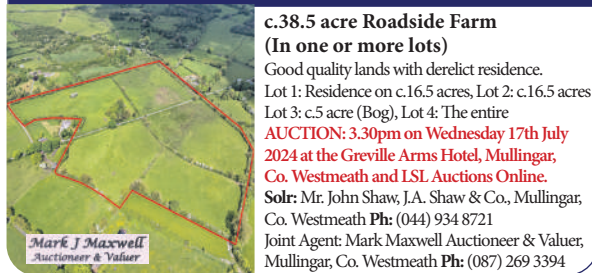 c.38.5 acre Roadside Farm
(In one or more lots)
Good quality lands with derelict residence.
Lot 1: Residence on c.16.5 acres, Lot 2: c.16.5 acres
Lot 3: c.5 acre (Bog), Lot 4: The entire
AUCTION: 3.30pm on Wednesday 17th July
2024 at the Greville Arms Hotel, Mullingar,
Co. Westmeath and LSL Auctions Online.
Solr: Mr. John Shaw, J.A. Shaw & Co., Mullingar,
Co. Westmeath Ph: (044) 934 8721
Joint Agent: Mark Maxwell Auctioneer & Valuer,
Mullingar, Co. Westmeath Ph: (087) 269 3394
Mark J Maxwell
Auctioneer & Valuer